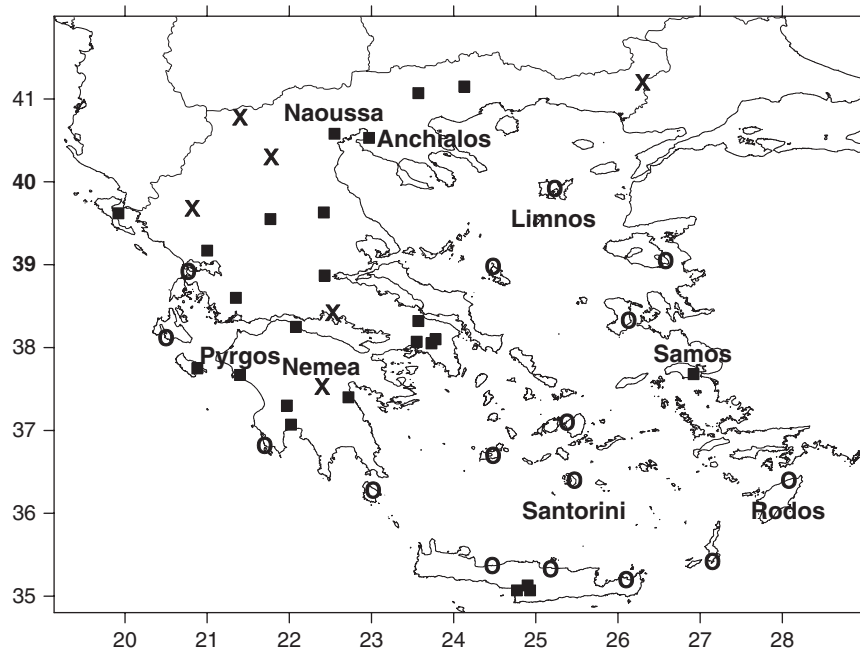 41
40
39
38
37
36
35
20 21 22 23 24 25 26 27 28
X
X
Naoussa
Anchialos
X
X
O
Limnos
O
O
O
X
O
O
Pyrgos
Nemea
Samos
X
O
O
O
O
O
O
Santorini
Rodos
O
O
O
O